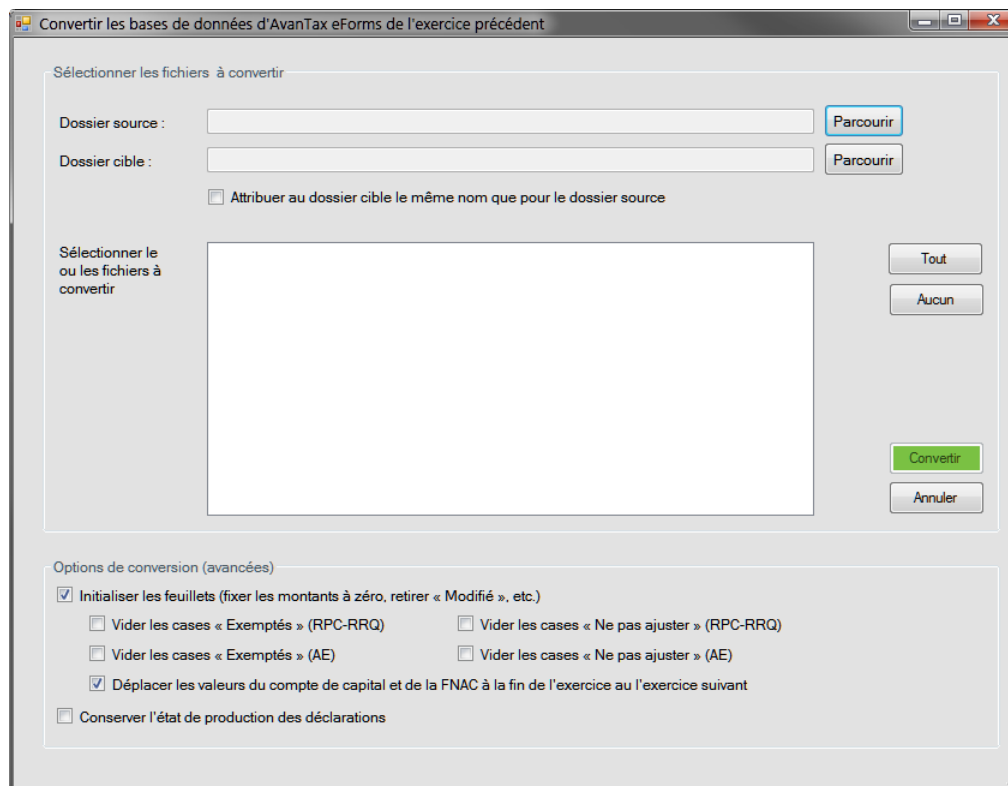 Convertir les bases de données d'AvanTax eForms de l'exercice précédent
Sélectionner les fichiers à convertir
Dossier source :
Parcourir
Dossier cible :
Parcourir
Attribuer au dossier cible le même nom que pour le dossier source
Sélectionner le
ou les fichiers à
convertir
Tout
Aucun
Convertir
Annuler
Options de conversion (avancées)
Initialiser les feuillets (fixer les montants à zéro, retirer « Modifié », etc.)
Vider les cases « Exemptés » (RPC-RRQ)
Vider les cases « Ne pas ajuster » (RPC-RRQ)
Vider les cases « Exemptés » (AE)
Vider les cases « Ne pas ajuster » (AE)
Déplacer les valeurs du compte de capital et de la FNAC à la fin de l'exercice au l'exercice suivant
Conserver l'état de production des déclarations